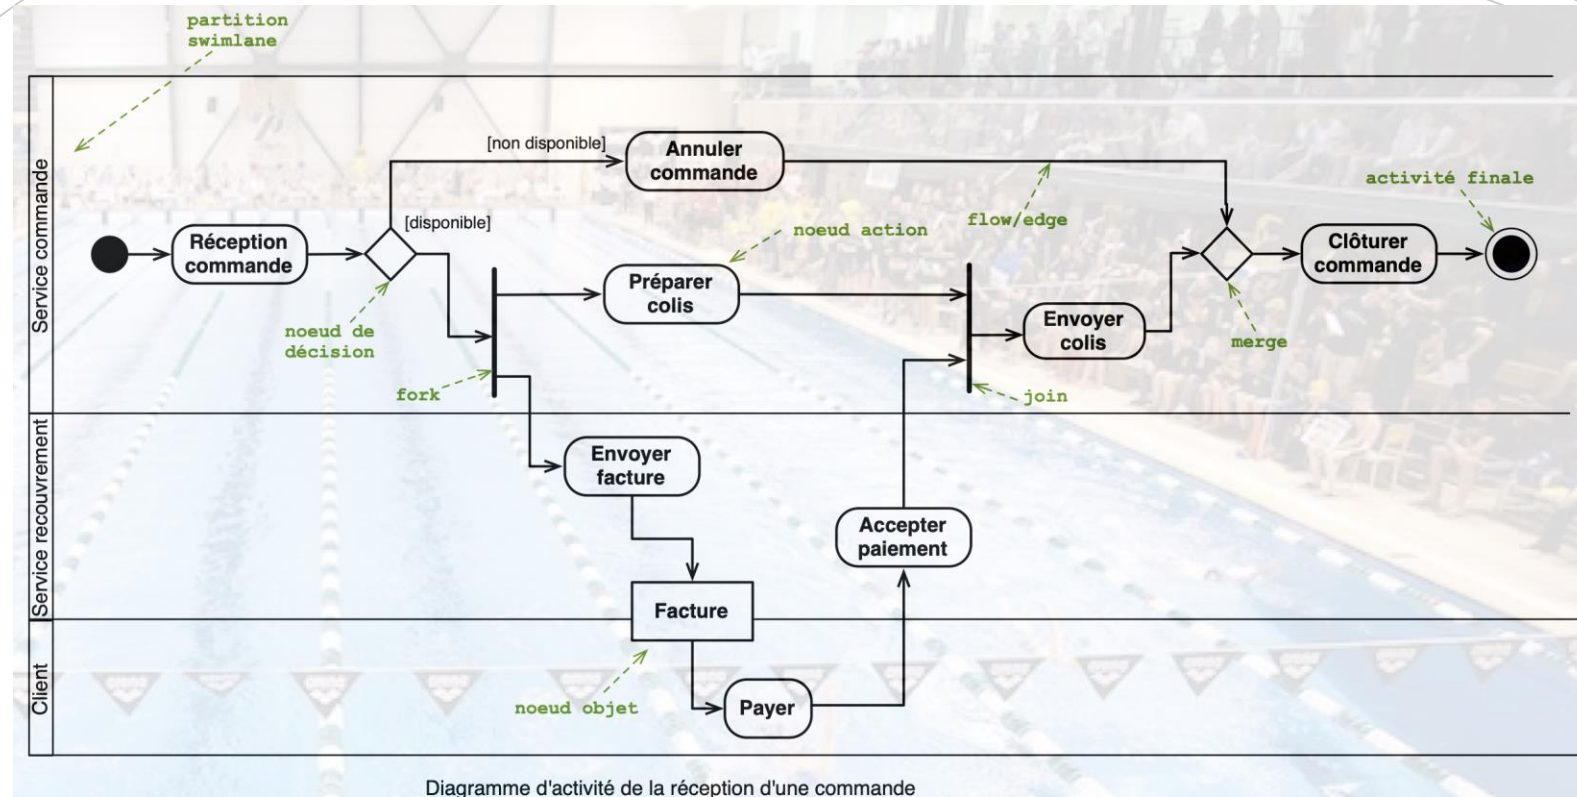 partition
swimlane
Service commande
[non disponible]
Annuler
commande
activité finale
[disponible]
noeud action
flow/edge
Réception
commande
Clôturer
commande
Préparer
colis
noeud de
décision
Envoyer
colis
merge
fork
join
Service recouvrement
Envoyer
facture
Accepter
paiement
Facture
Client
noeud objet
Payer
Diagramme d'activité de la réception d'une commande